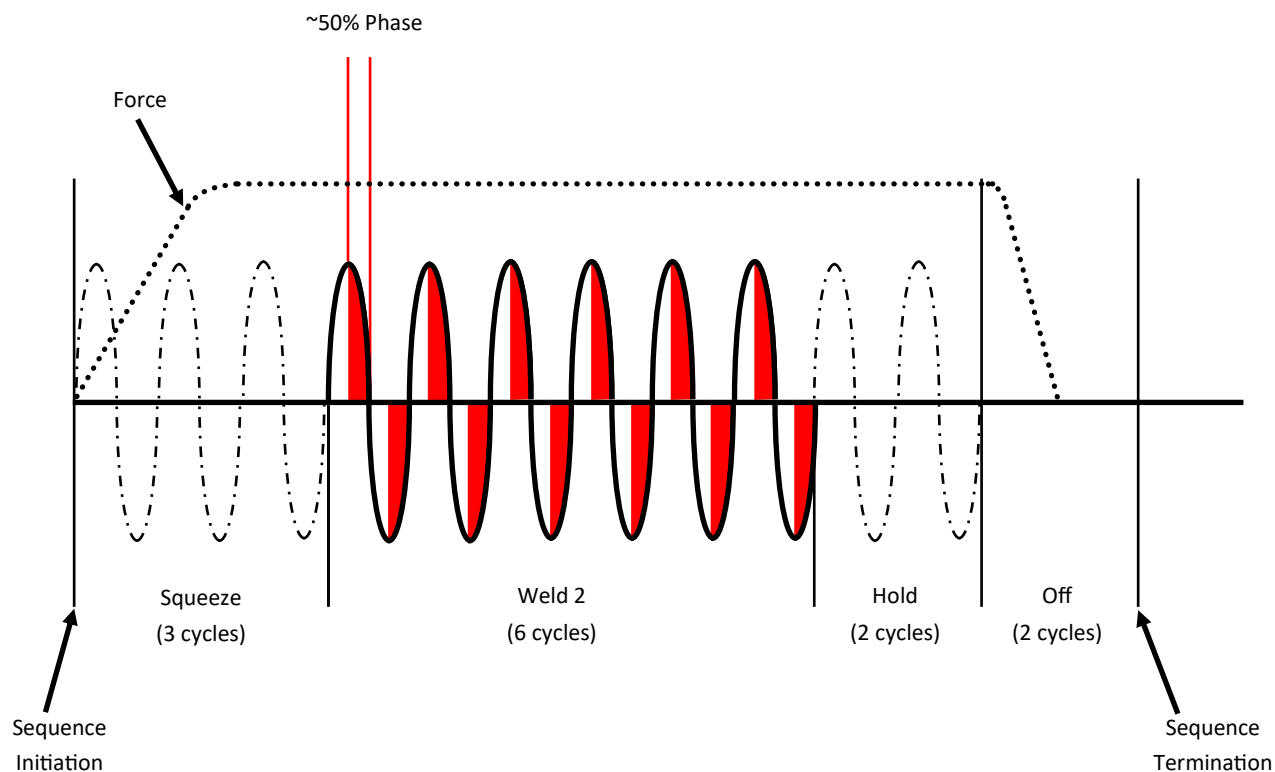 ~50% Phase
Force
Squeeze
(3 cycles)
Weld 2
(6 cycles)
Hold
(2 cycles)
Off
(2 cycles)
Sequence
Initiation
Sequence
Termination